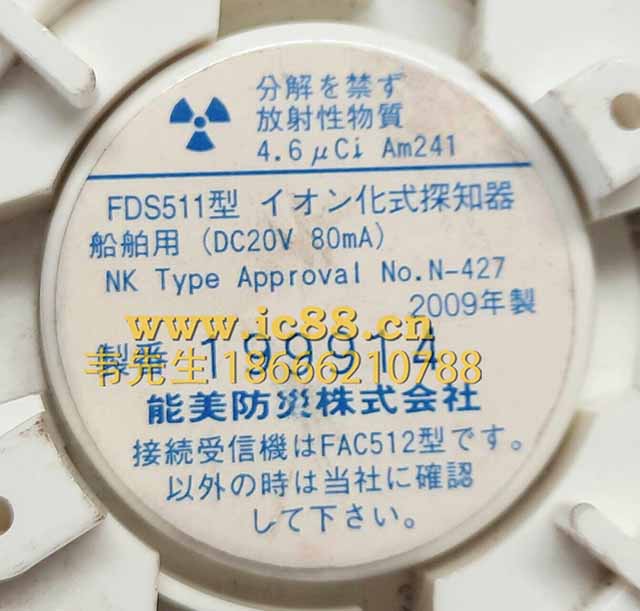 分解を禁ず
放射性物質
4.6μCi Am241
FDS511型 イオン化式探知器
船舶用 (DC20V 80mA)
NK Type Approval No.N-427
2009年製
www.ic88.cn
製番 199914
韦先生 18666210788
能美防災株式会社
接続受信機はFAC512型です。
以外の時は当社に確認
して下さい。